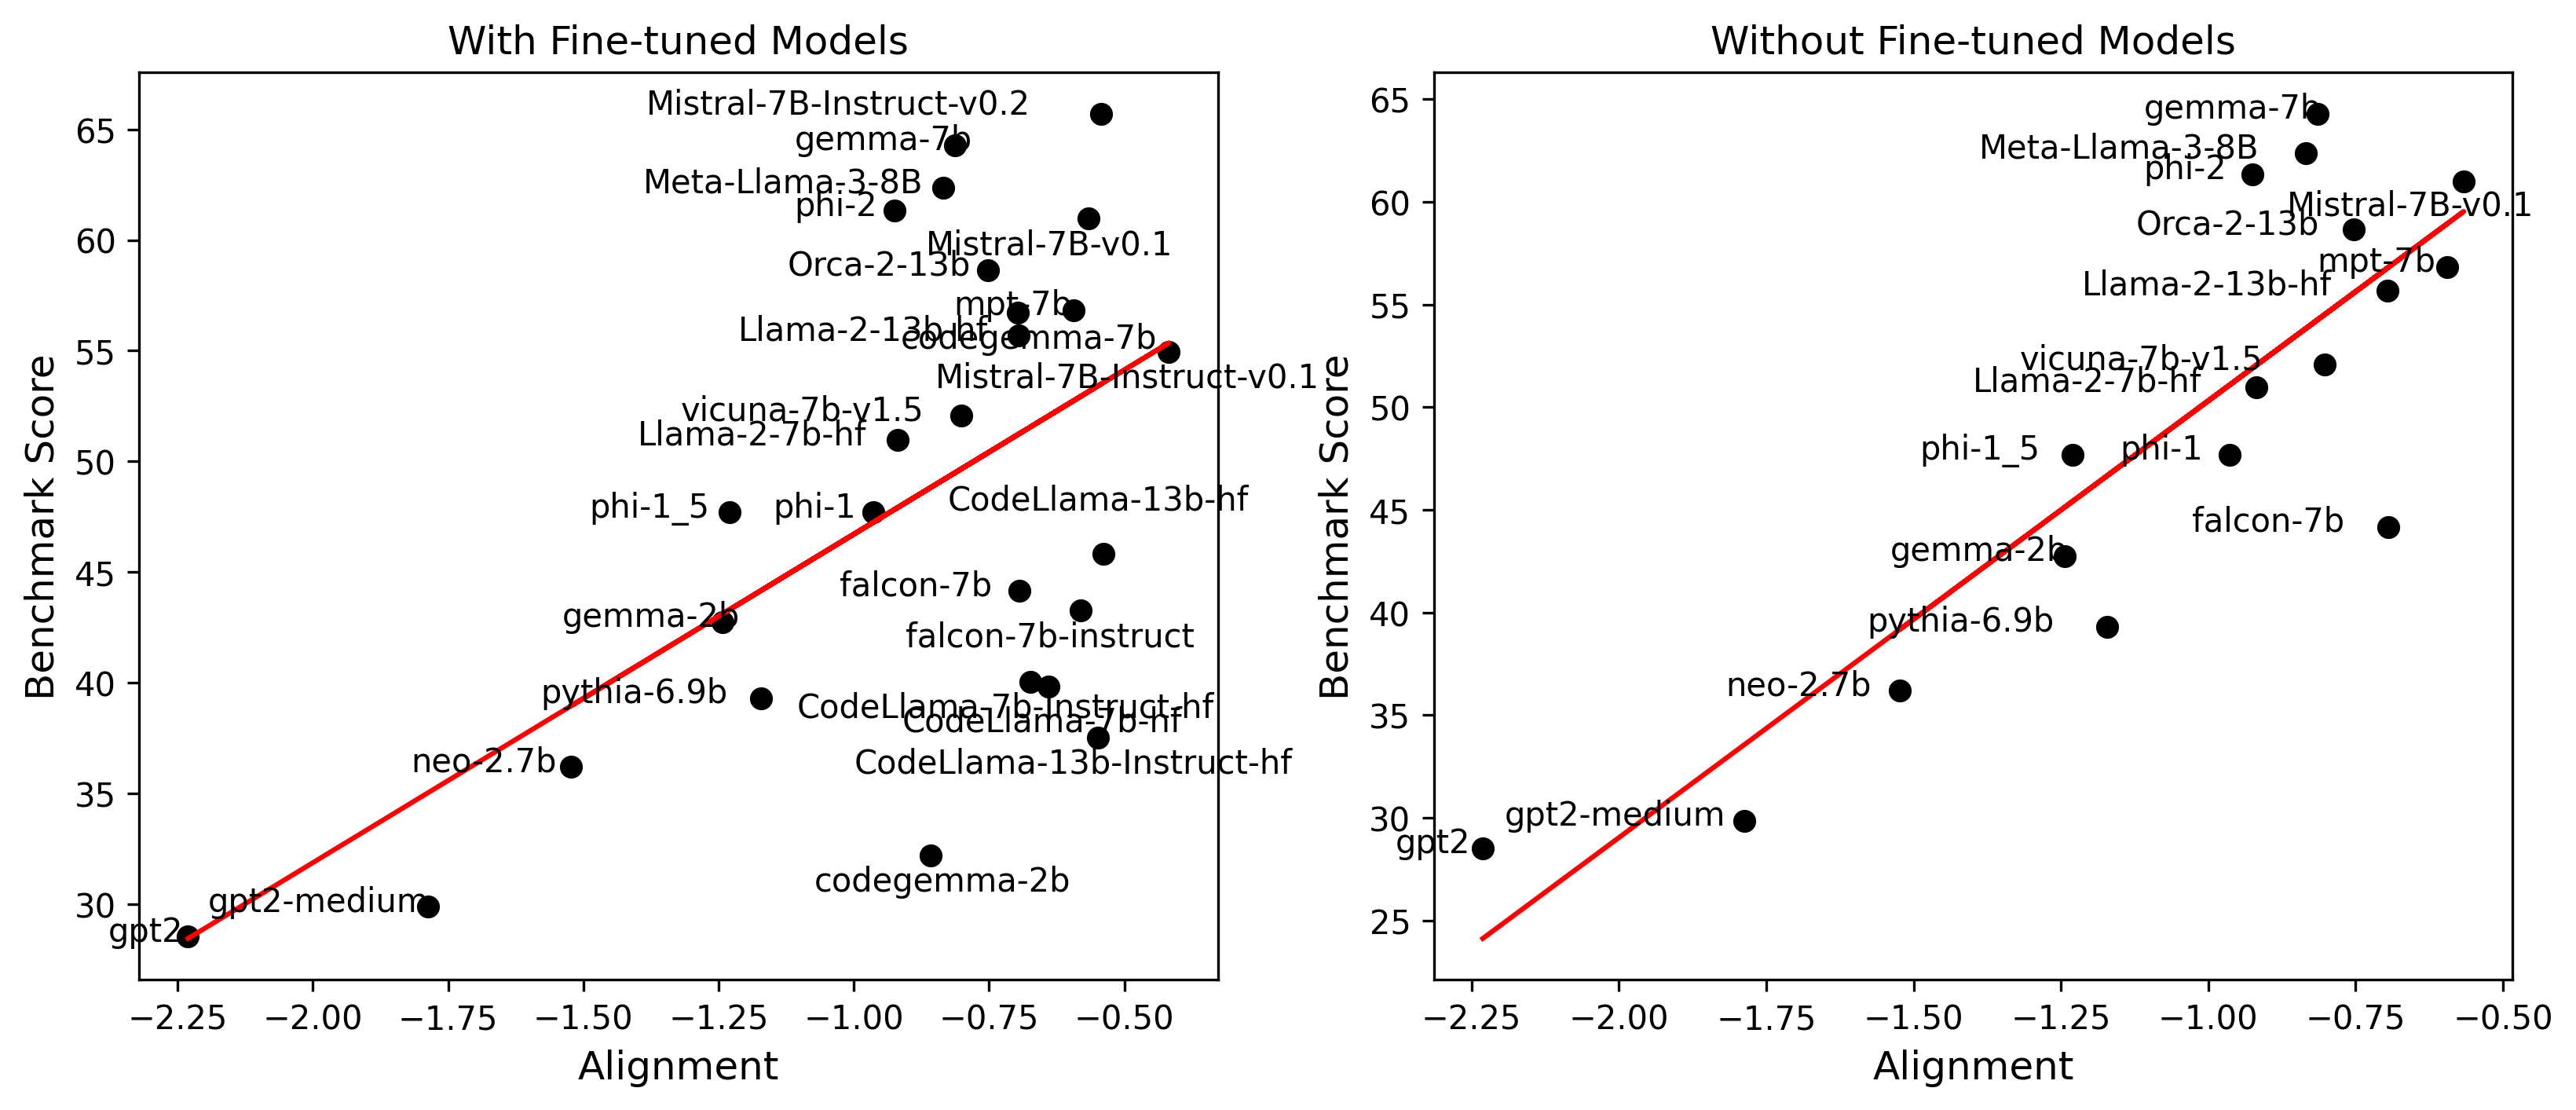 With Fine-tuned Models
Benchmark Score
65
60
55
50
45
40
35
30
Mistral-7B-Instruct-v0.2
gemma-7b
Meta-Llama-3-8B
phi-2
Mistral-7B-v0.1
Orca-2-13b
mpt-7b
Llama-2-13b-hf
codegemma-7b
Mistral-7B-Instruct-v0.1
vicuna-7b-v1.5
Llama-2-7b-hf
CodeLlama-13b-hf
phi-1_5
phi-1
falcon-7b
gemma-2b
falcon-7b-instruct
pythia-6.9b
CodeLlama-7b-Instruct-hf
CodeLlama-7b-hf
neo-2.7b
CodeLlama-13b-Instruct-hf
codegemma-2b
gpt2-medium
gpt2
−2.25
−2.00
−1.75
−1.50
−1.25
−1.00
−0.75
−0.50
Alignment
Without Fine-tuned Models
Benchmark Score
65
60
55
50
45
40
35
30
25
gemma-7b
Meta-Llama-3-8B
phi-2
Mistral-7B-v0.1
Orca-2-13b
mpt-7b
Llama-2-13b-hf
vicuna-7b-v1.5
Llama-2-7b-hf
phi-1_5
phi-1
falcon-7b
gemma-2b
pythia-6.9b
neo-2.7b
gpt2-medium
gpt2
−2.25
−2.00
−1.75
−1.50
−1.25
−1.00
−0.75
−0.50
Alignment